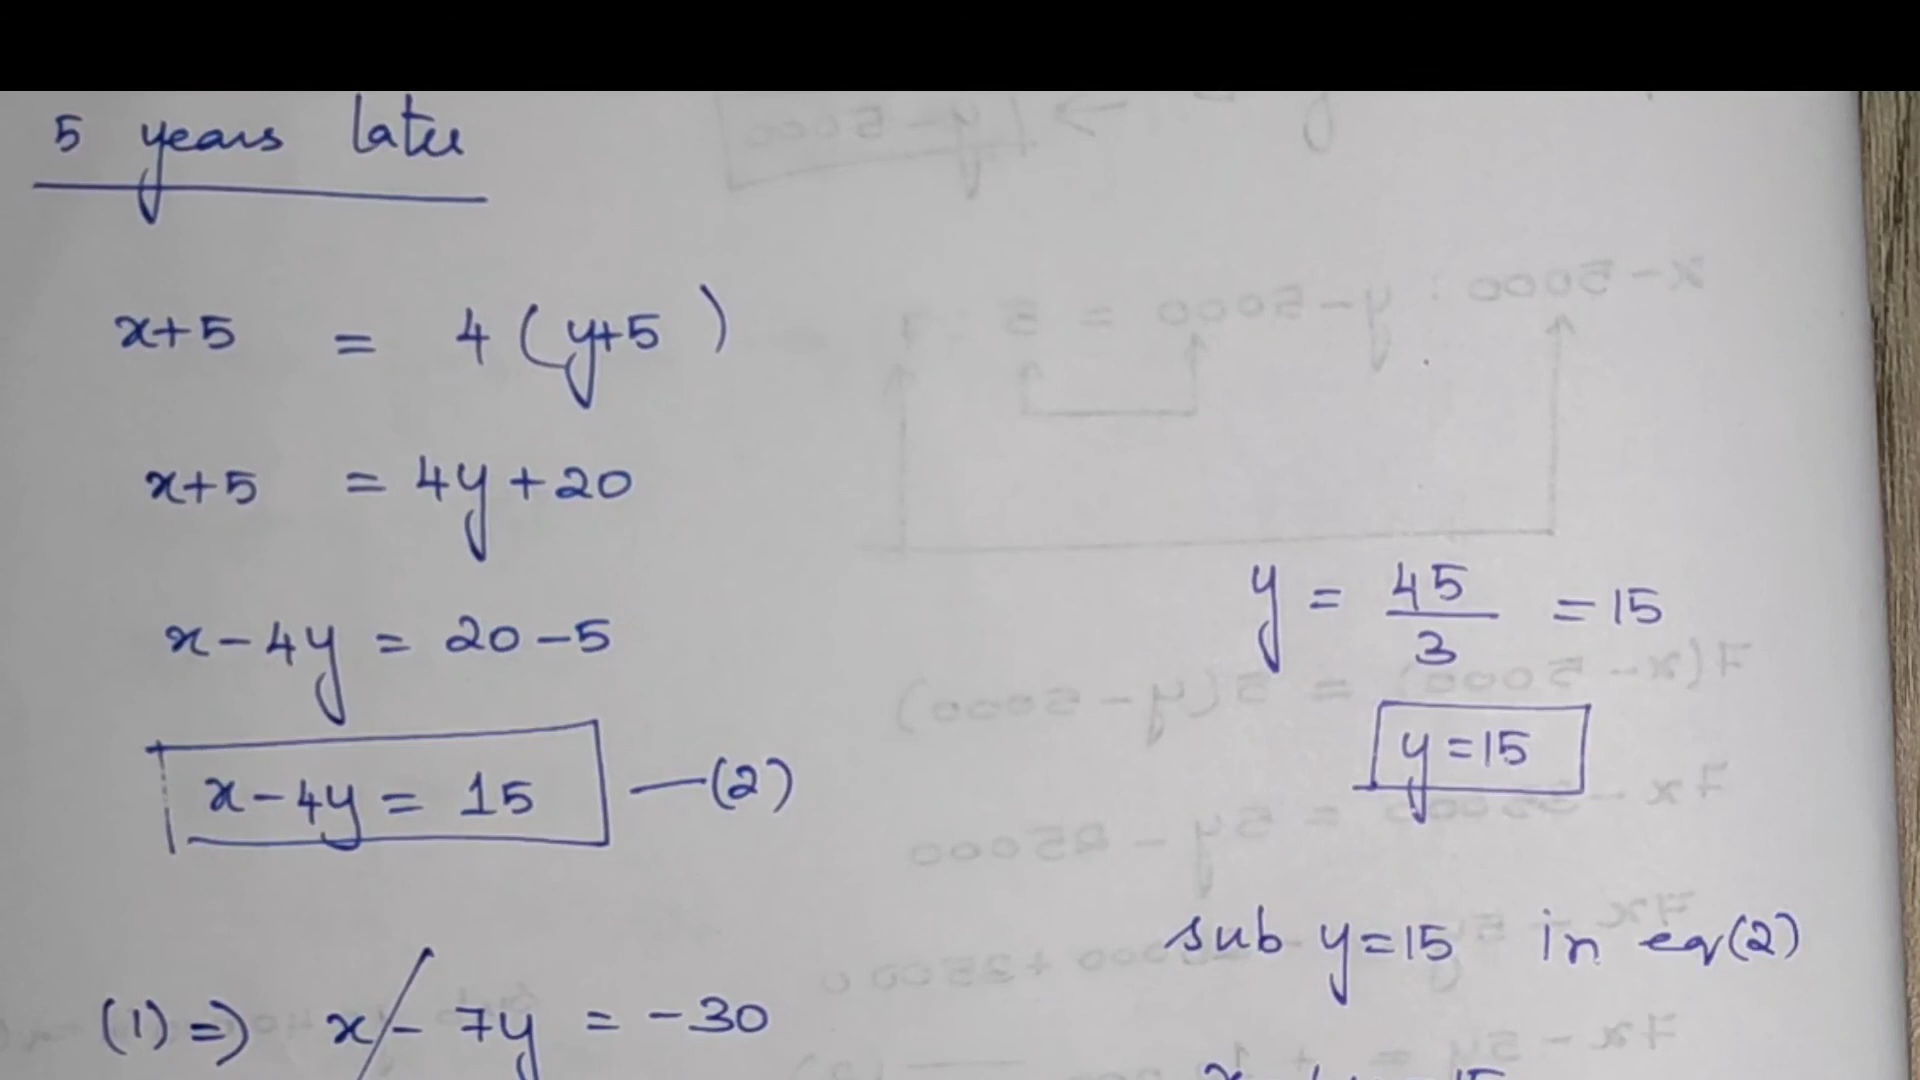 5 years later
x+5 = 4(y+5)
x+5 = 4y+20
x-4y = 20-5
x-4y = 15 —(2)
(1)⇒ x - 7y = -30
y = 45/3 = 15
y=15
sub y=15 in eq(2)